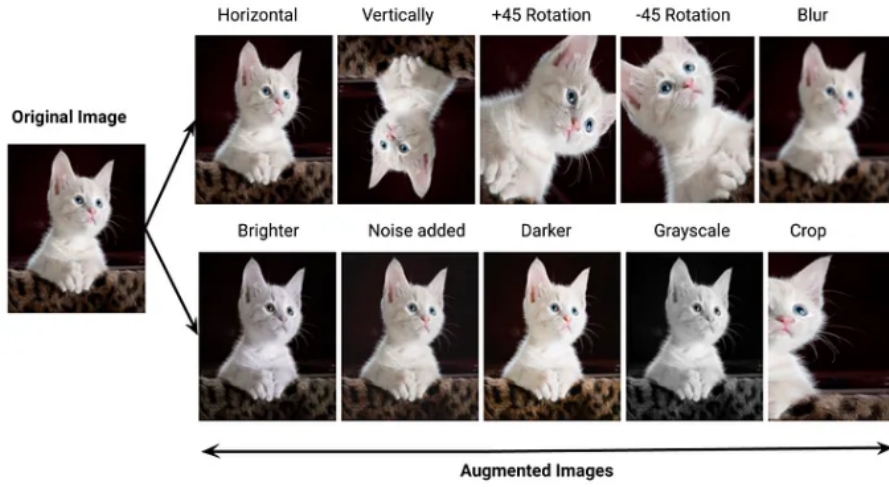 Horizontal
Vertically
+45 Rotation
-45 Rotation
Blur
Original Image
Brighter
Noise added
Darker
Grayscale
Crop
Augmented Images